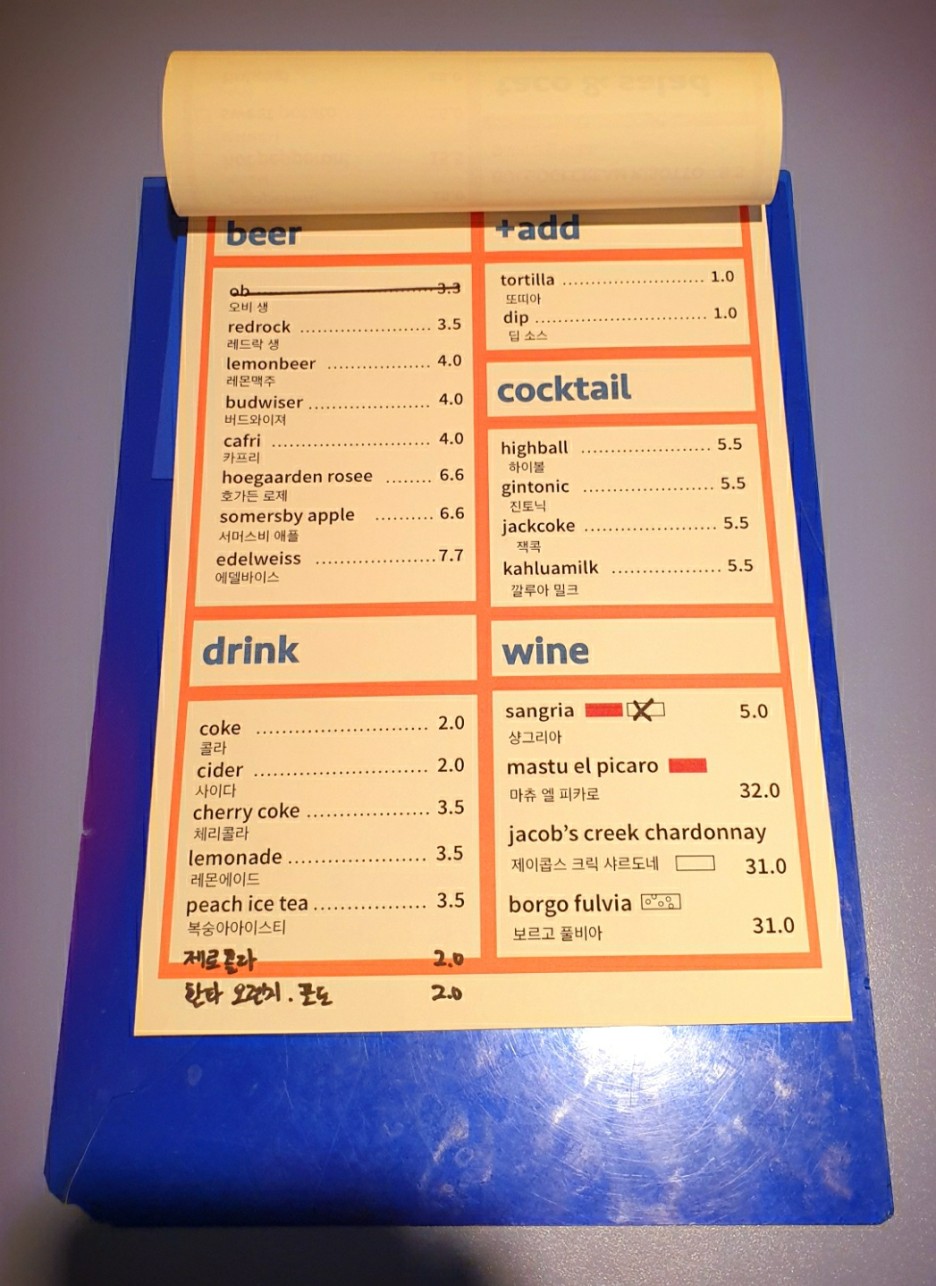 beer
ob 3.3
오비 생
redrock 3.5
레드락 생
lemonbeer 4.0
레몬맥주
budwiser 4.0
버드와이져
cafri 4.0
카프리
hoegaarden rosee 6.6
호가든 로제
somersby apple 6.6
서머스비 애플
edelweiss 7.7
에델바이스
drink
coke 2.0
콜라
cider 2.0
사이다
cherry coke 3.5
체리콜라
lemonade 3.5
레몬에이드
peach ice tea 3.5
복숭아아이스티
제로콜라 2.0
환타 오렌지 . 포도 2.0
+add
tortilla 1.0
또띠아
dip 1.0
딥 소스
cocktail
highball 5.5
하이볼
gintonic 5.5
진토닉
jackcoke 5.5
잭콕
kahluamilk 5.5
깔루아 밀크
wine
sangria 5.0
샹그리아
mastu el picaro
마츄 엘 피카로 32.0
jacob's creek chardonnay
제이콥스 크릭 샤르도네 31.0
borgo fulvia
보르고 풀비아 31.0